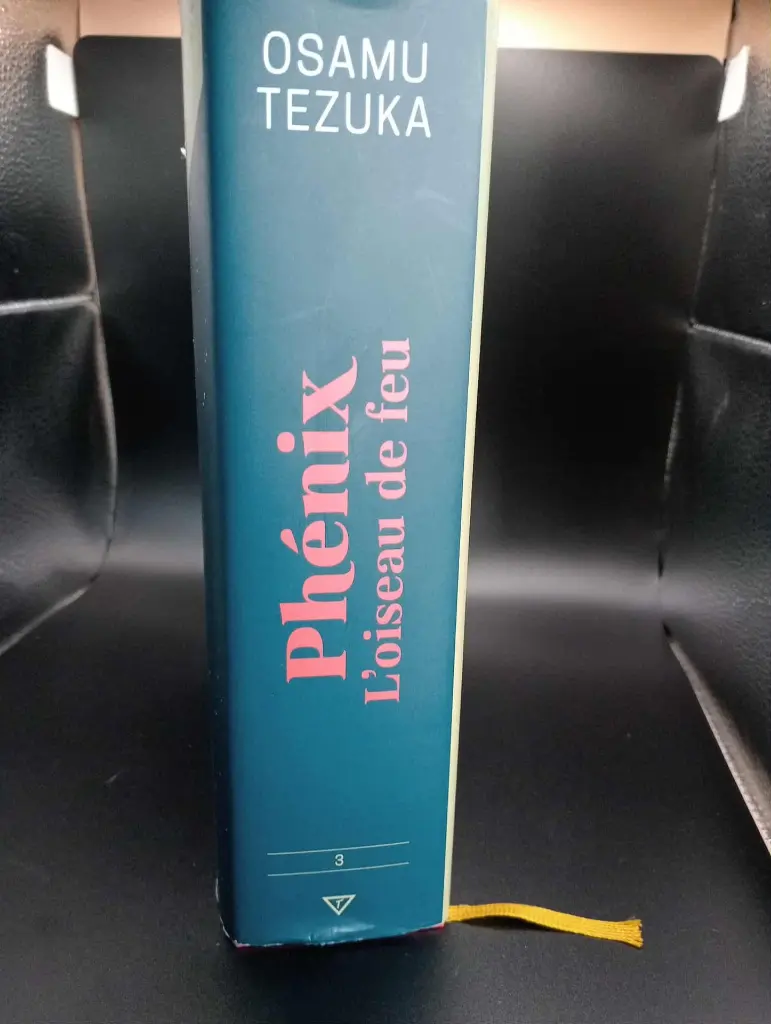 OSAMU
TEZUKA
Phénix
L'oiseau de feu
3
T